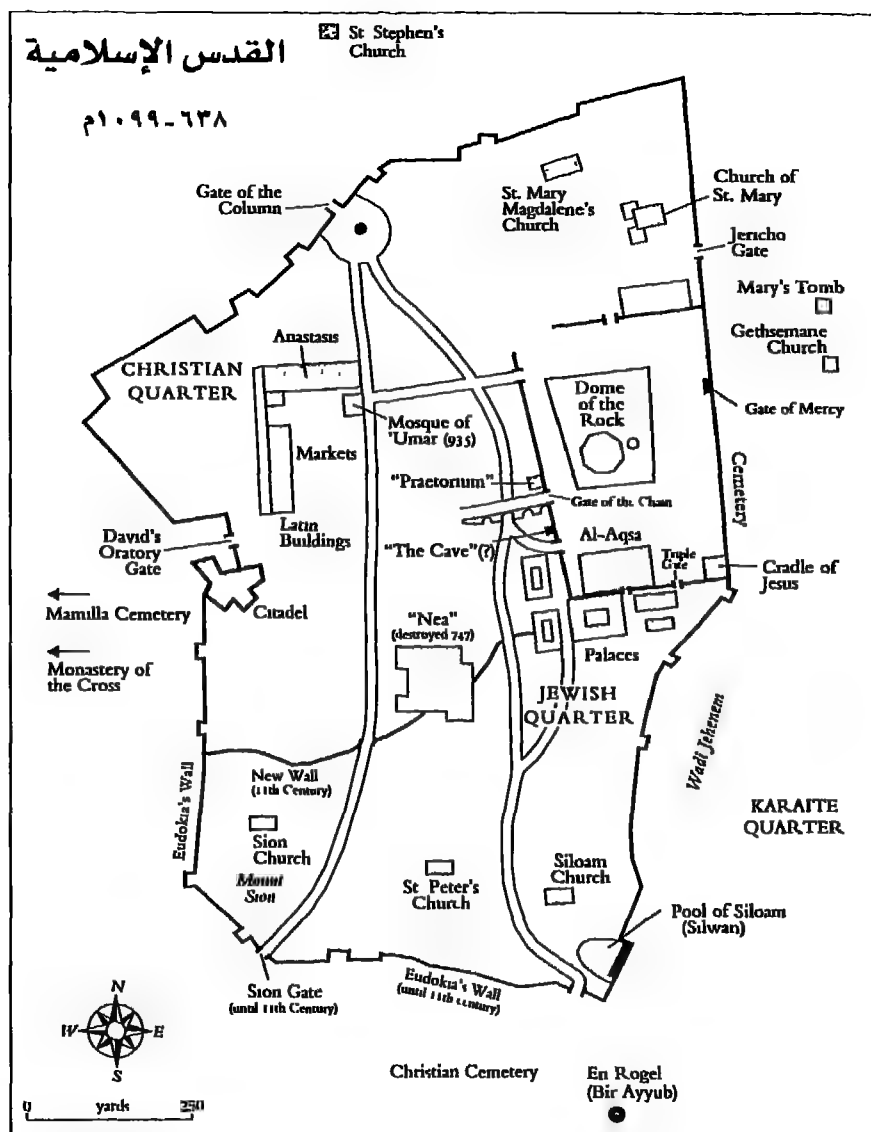 القدس الإسلامية
٦٣٨-١٠٩٩م
St Stephen's
Church
Gate of the
Column
St. Mary
Magdalene's
Church
Church of
St. Mary
Jericho
Gate
Mary's Tomb
Gethsemane
Church
Anastasis
CHRISTIAN
QUARTER
Dome
of the
Rock
Gate of Mercy
Mosque of
'Umar (935)
Markets
"Praetorium"
Gate of the Chain
Cemetery
Latin
Buildings
David's
Oratory
Gate
"The Cave"(?)
Al-Aqsa
Triple
Gate
Cradle of
Jesus
Mamilla Cemetery
Citadel
"Nea"
(destroyed 747)
Monastery of
the Cross
Palaces
JEWISH
QUARTER
Wadi Jehenem
Eudokia's Wall
New Wall
(11th Century)
KARAITE
QUARTER
Sion
Church
Mount
Sion
St Peter's
Church
Siloam
Church
Pool of Siloam
(Silwan)
Sion Gate
(until 11th Century)
Eudokia's Wall
(until 11th century)
N
W
E
S
Christian Cemetery
En Rogel
(Bir Ayyub)
0 yards 250